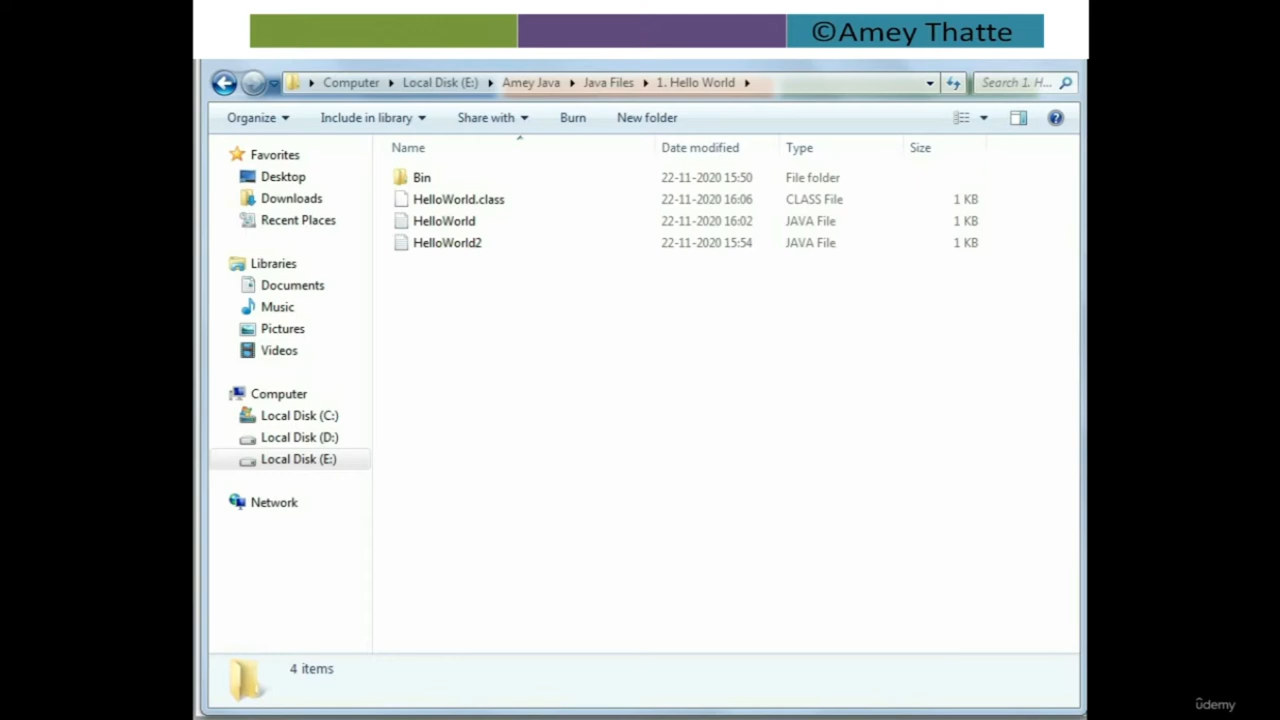 ©Amey Thatte
Computer Local Disk (E:) Amey Java Java Files 1. Hello World Search 1. H...
Organize Include in library Share with Burn New folder
Name Date modified Type Size
Favorites
Desktop
Downloads
Recent Places
Libraries
Documents
Music
Pictures
Videos
Computer
Local Disk (C:)
Local Disk (D:)
Local Disk (E:)
Network
Bin 22-11-2020 15:50 File folder
HelloWorld.class 22-11-2020 16:06 CLASS File 1 KB
HelloWorld 22-11-2020 16:02 JAVA File 1 KB
HelloWorld2 22-11-2020 15:54 JAVA File 1 KB
4 items
ûdemy